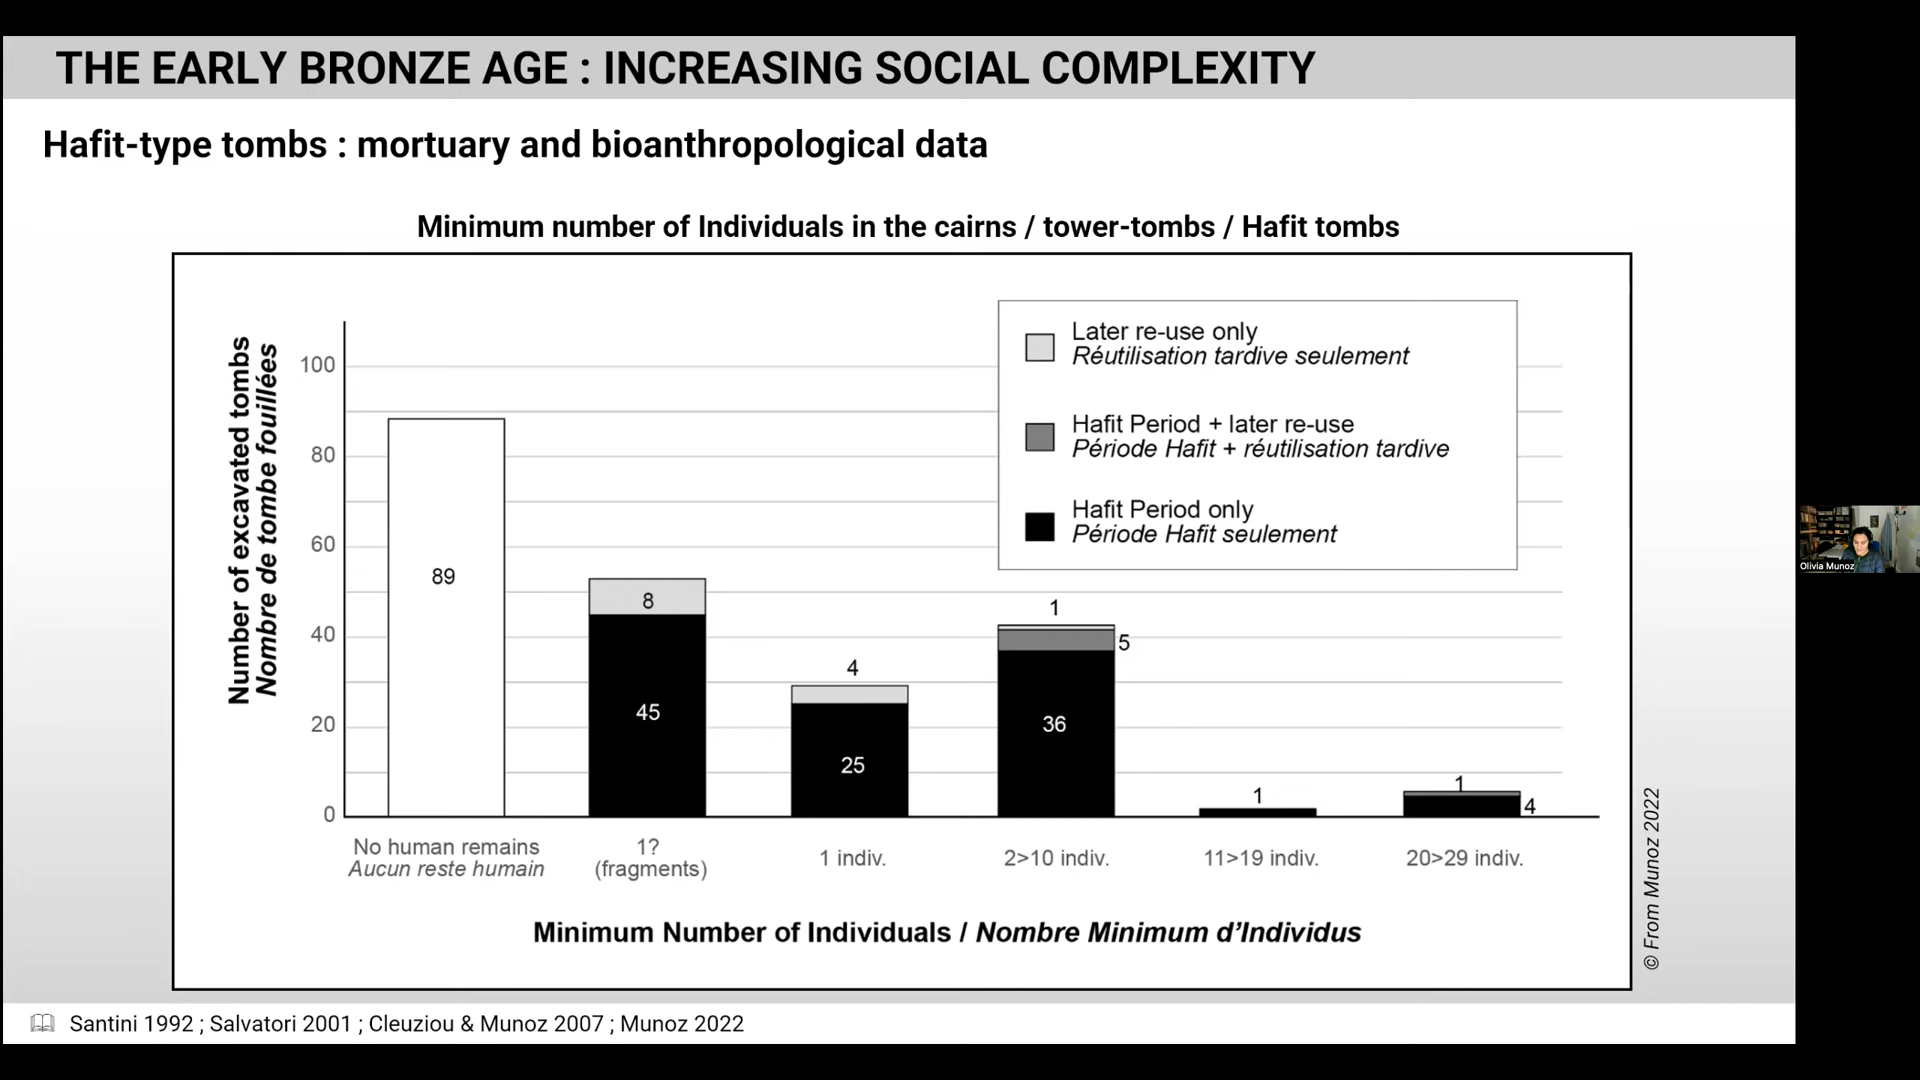 THE EARLY BRONZE AGE : INCREASING SOCIAL COMPLEXITY
Hafit-type tombs : mortuary and bioanthropological data
Minimum number of Individuals in the cairns / tower-tombs / Hafit tombs
Number of excavated tombs
Nombre de tombe fouillées
100
80
60
40
20
0
Later re-use only
Réutilisation tardive seulement
Hafit Period + later re-use
Période Hafit + réutilisation tardive
Hafit Period only
Période Hafit seulement
89
8
45
4
25
1
5
36
1
1
4
No human remains
Aucun reste humain
1?
(fragments)
1 indiv.
2>10 indiv.
11>19 indiv.
20>29 indiv.
Minimum Number of Individuals / Nombre Minimum d’Individus
© From Munoz 2022
Santini 1992 ; Salvatori 2001 ; Cleuziou & Munoz 2007 ; Munoz 2022
Olivia Munoz